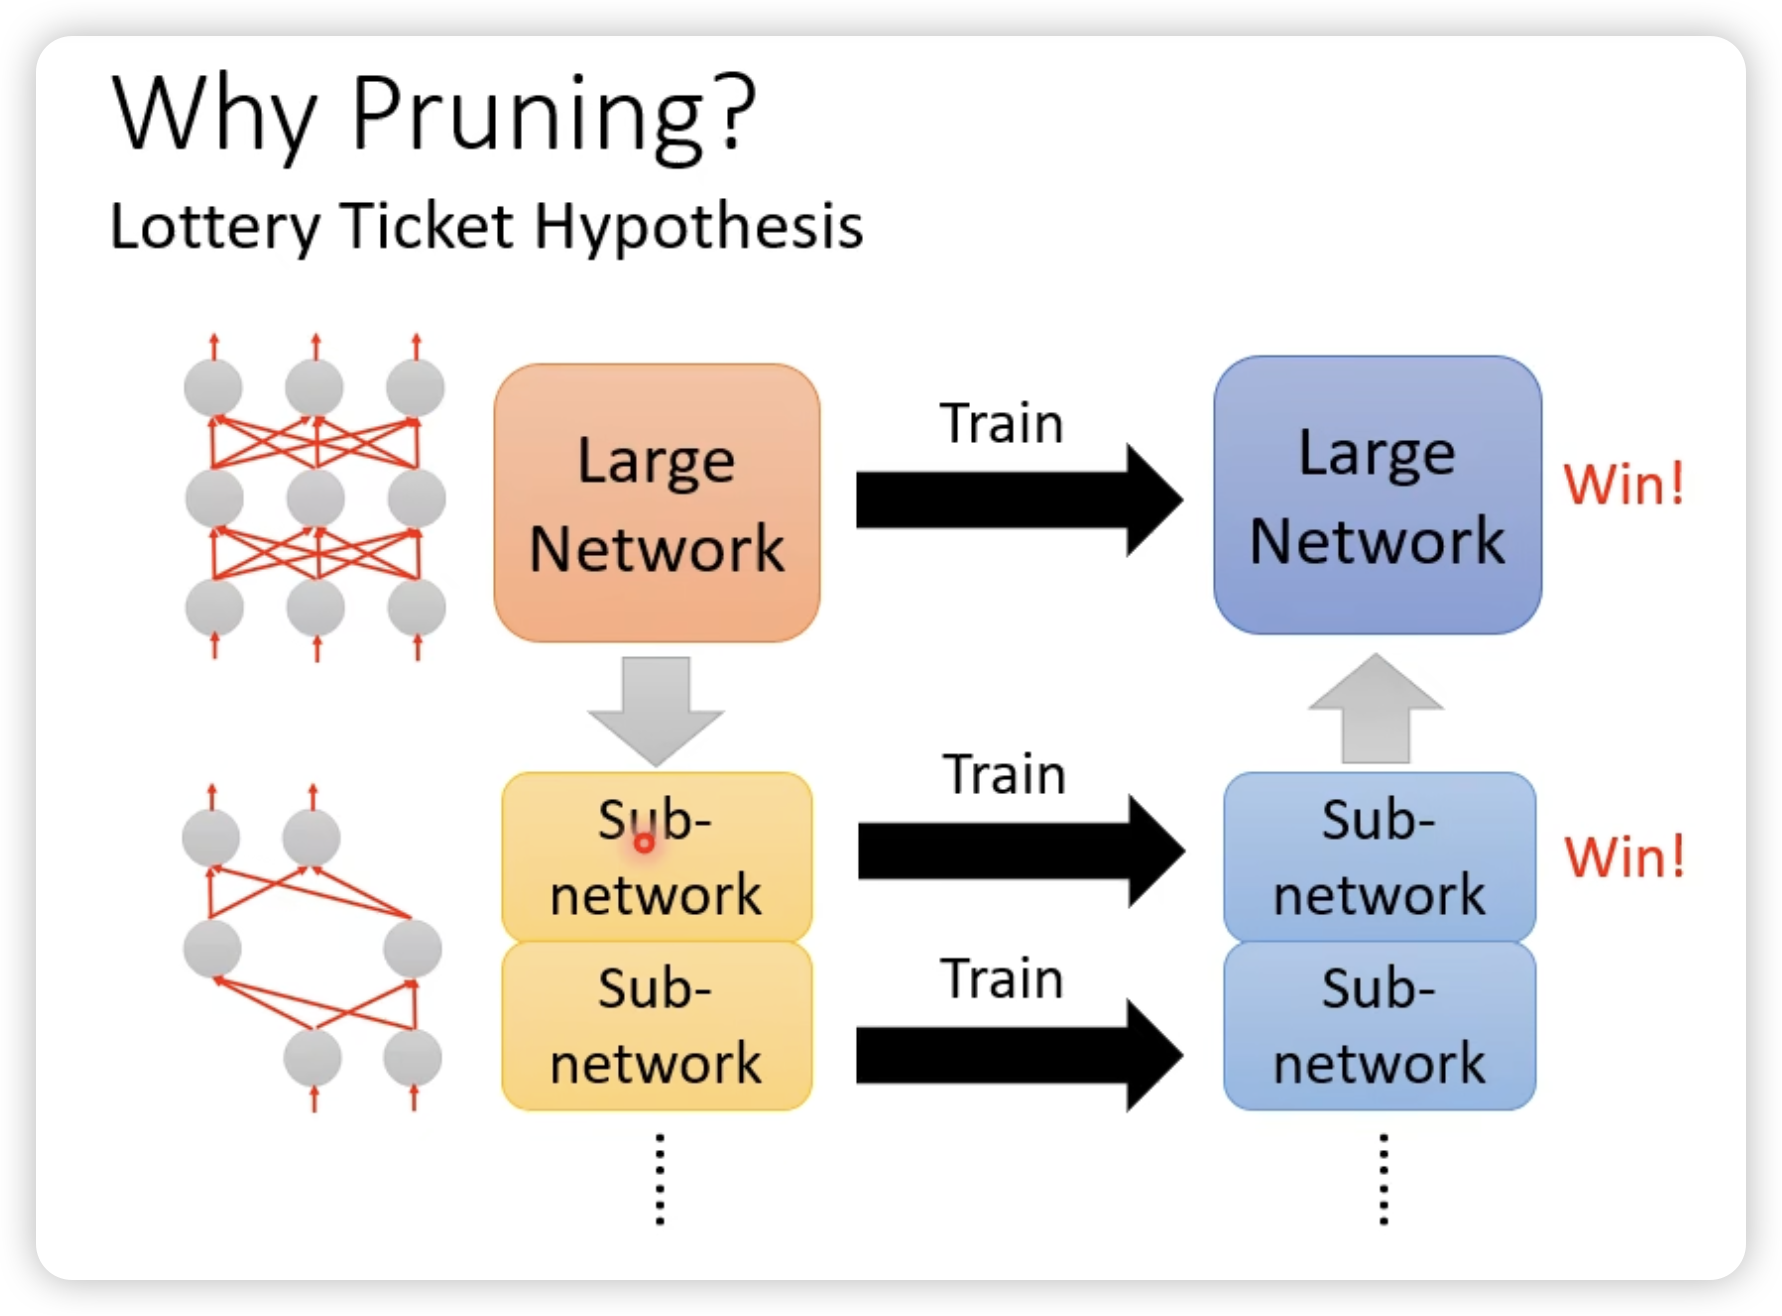 Why Pruning?
Lottery Ticket Hypothesis
Large
Network
Train
Large
Network
Win!
Sub-
network
Train
Sub-
network
Win!
Sub-
network
Train
Sub-
network